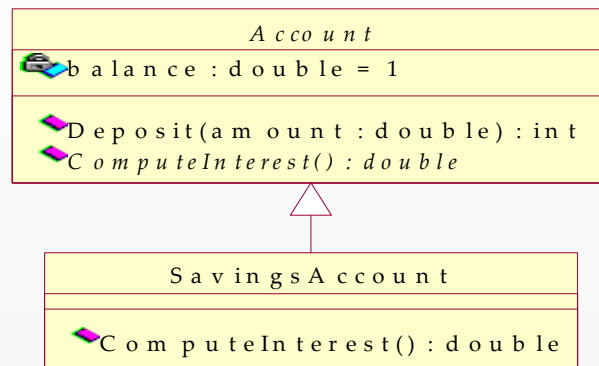 Account
balance : double = 1
Deposit(amount : double) : int
ComputeInterest() : double
SavingsAccount
ComputeInterest() : double